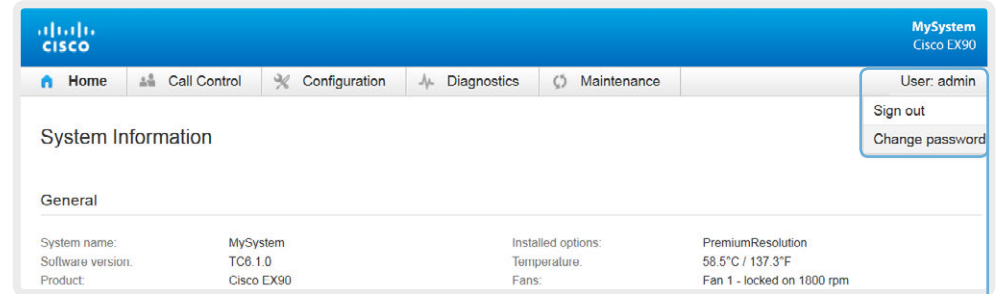 CISCO
MySystem
Cisco EX90
Home Call Control Configuration Diagnostics Maintenance User: admin
Sign out
Change password
System Information
General
System name: MySystem Installed options: PremiumResolution
Software version: TC6.1.0 Temperature: 58.5°C / 137.3°F
Product: Cisco EX90 Fans: Fan 1 - locked on 1800 rpm